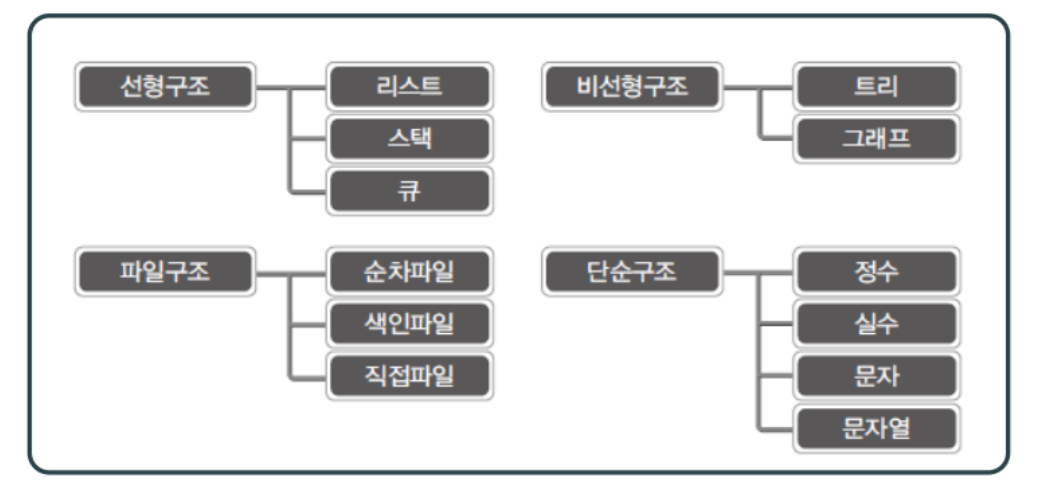 선형구조
리스트
스택
큐
비선형구조
트리
그래프
파일구조
순차파일
색인파일
직접파일
단순구조
정수
실수
문자
문자열